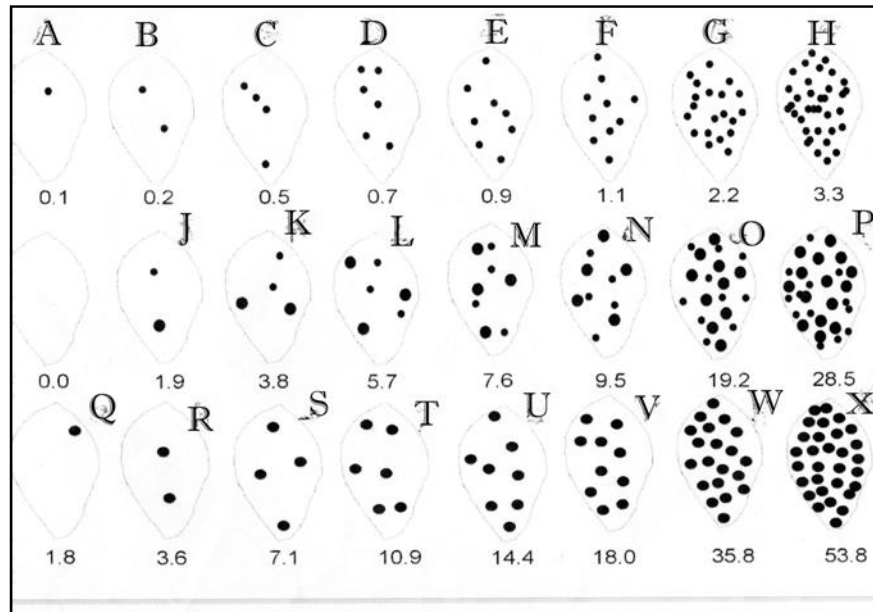 A B C D E F G H
0.1 0.2 0.5 0.7 0.9 1.1 2.2 3.3
J K L M N O P
0.0 1.9 3.8 5.7 7.6 9.5 19.2 28.5
Q R S T U V W X
1.8 3.6 7.1 10.9 14.4 18.0 35.8 53.8